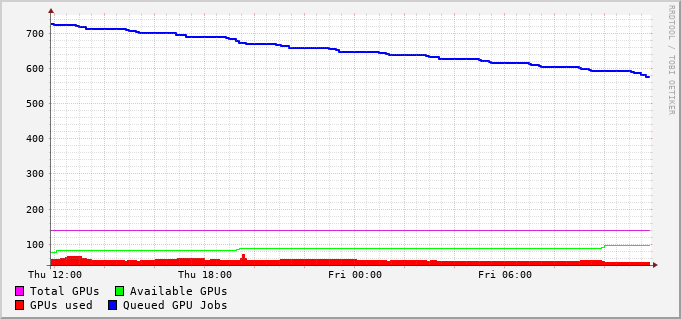 700
600
500
400
300
200
100
Thu 12:00 Thu 18:00 Fri 00:00 Fri 06:00
Total GPUs Available GPUs
GPUs used Queued GPU Jobs
RRDTOOL / TOBI OETIKER